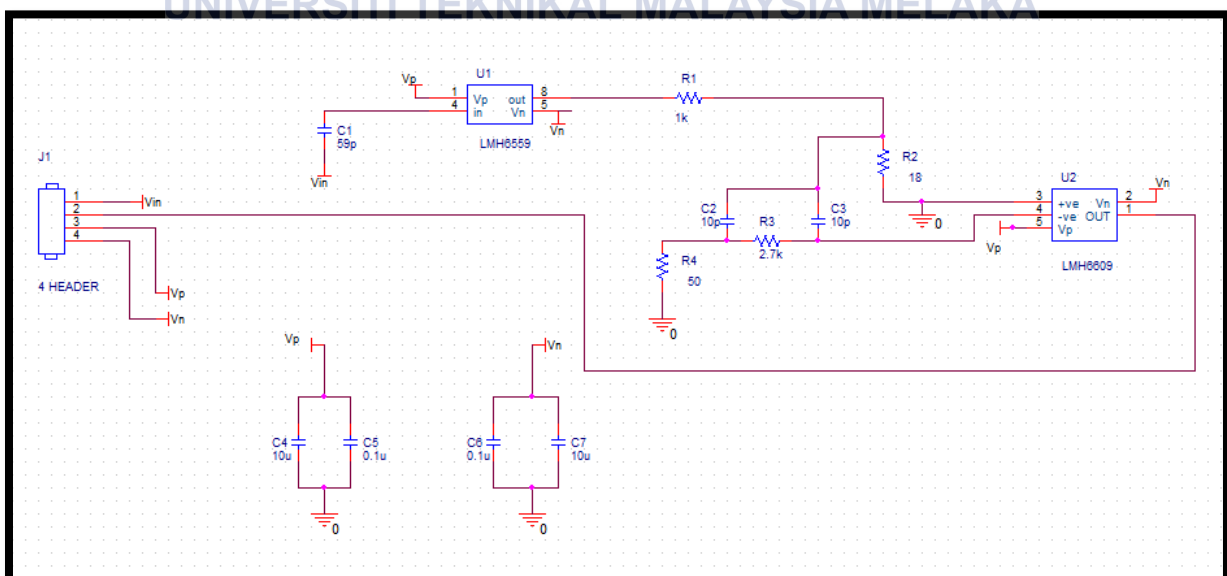 UNIVERSITI TEKNIKAL MALAYSIA MELAKA
Vp
U1
1
4
Vp
in
out
Vn
8
5
Vn
LMH6559
R1
1k
C1
59p
Vin
J1
1
2
3
4
Vin
Vp
Vn
4 HEADER
R2
18
0
C2
10p
R3
2.7k
C3
10p
R4
50
0
U2
3
4
5
+ve
-ve
Vp
Vn
OUT
2
1
Vn
Vp
LMH6609
Vp
C4
10u
C5
0.1u
0
Vn
C6
0.1u
C7
10u
0